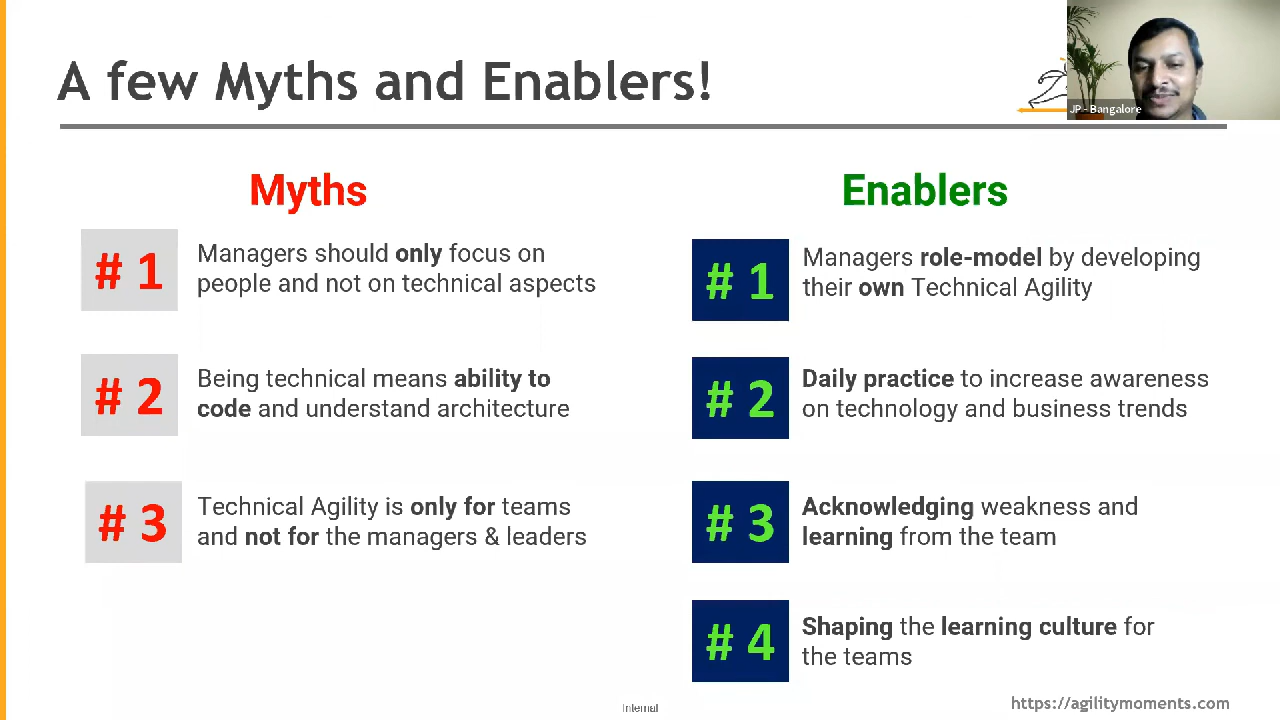 A few Myths and Enablers!
JP - Bangalore
Myths
# 1
Managers should only focus on
people and not on technical aspects
# 2
Being technical means ability to
code and understand architecture
# 3
Technical Agility is only for teams
and not for the managers & leaders
Enablers
# 1
Managers role-model by developing
their own Technical Agility
# 2
Daily practice to increase awareness
on technology and business trends
# 3
Acknowledging weakness and
learning from the team
# 4
Shaping the learning culture for
the teams
Internal
https://agilitymoments.com